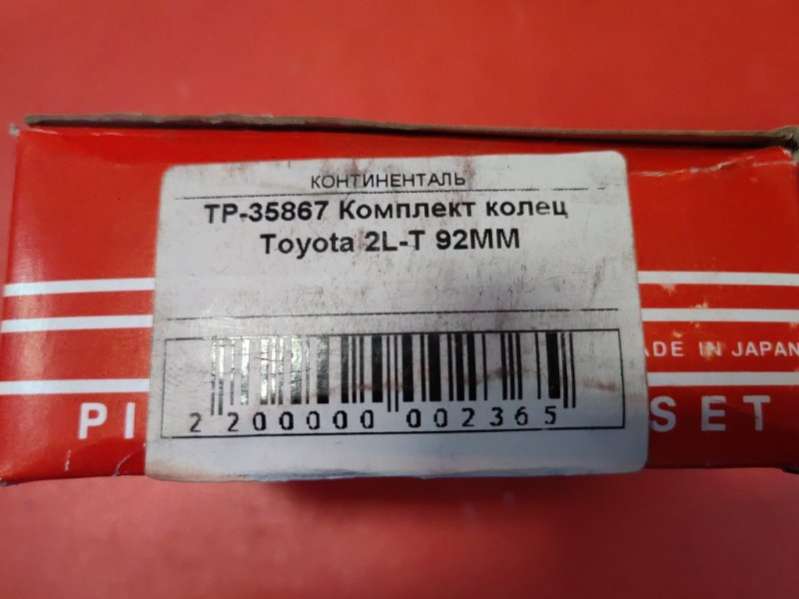 КОНТИНЕНТАЛЬ
TP-35867 Комплект колец
Toyota 2L-T 92MM
ADE IN JAPAN
2 200000 002365
PI SET